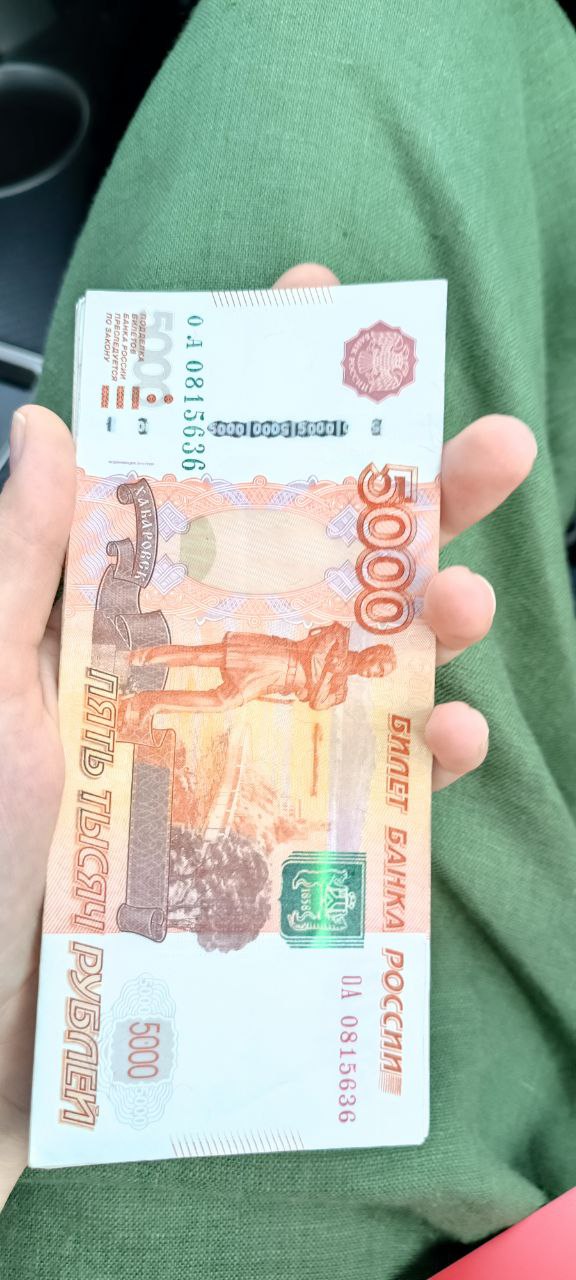 5000
БИЛЕТ БАНКА РОССИИ
ОА 0815636
1858
ОА 0815636
ХАБАРОВСК
5000
5000
ПОДДЕЛКА
БИЛЕТОВ
БАНКА РОССИИ
ПРЕСЛЕДУЕТСЯ
ПО ЗАКОНУ
ПЯТЬ ТЫСЯЧ РУБЛЕЙ